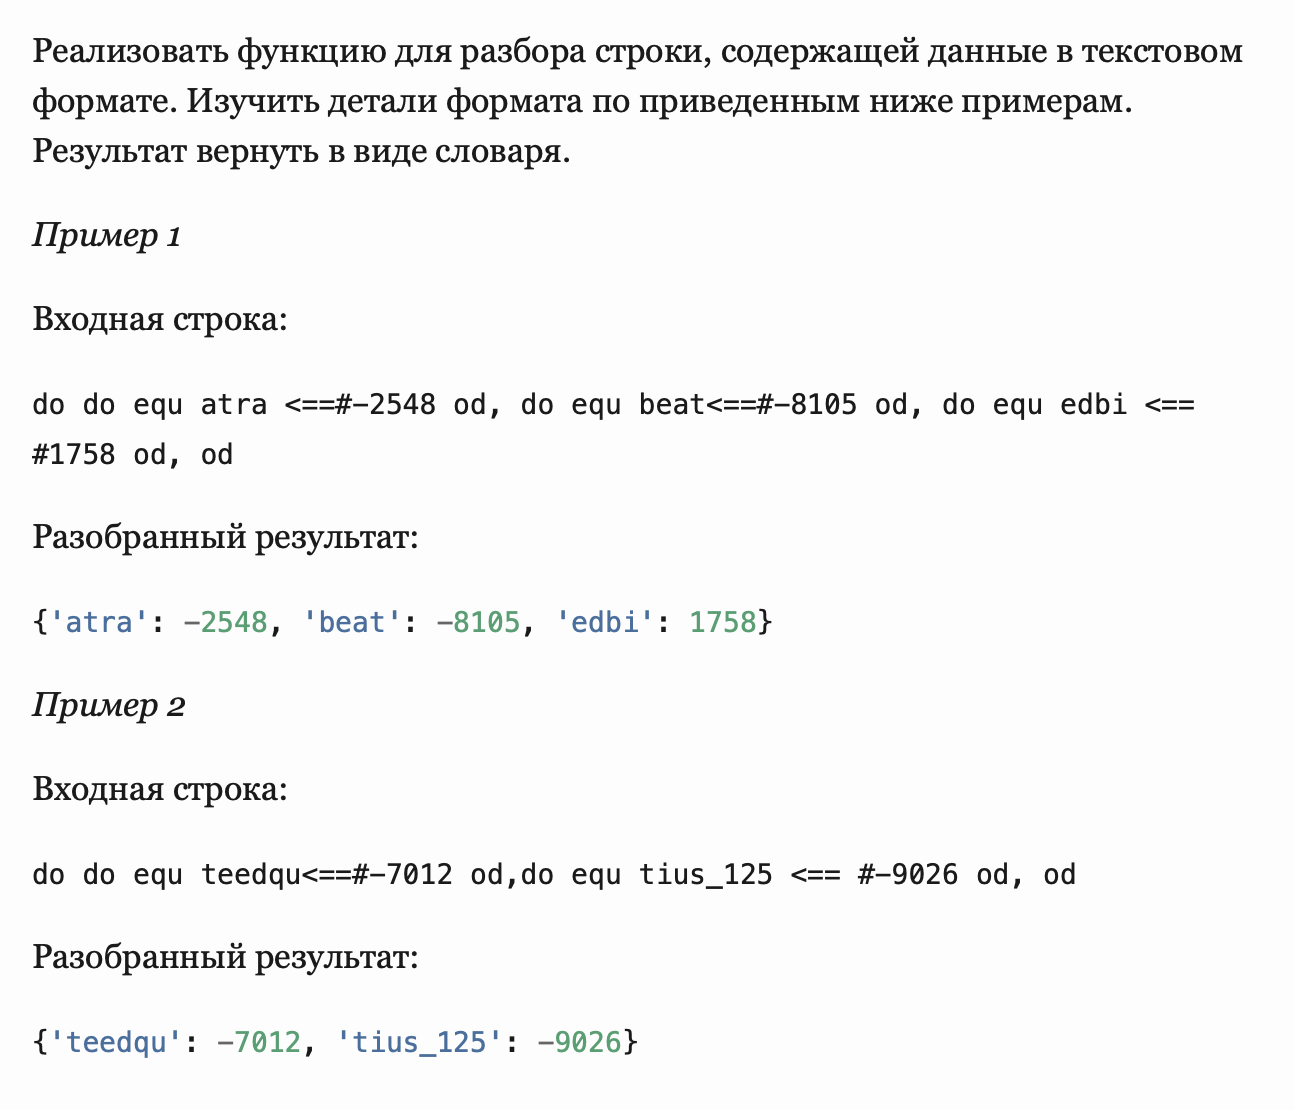 Реализовать функцию для разбора строки, содержащей данные в текстовом
формате. Изучить детали формата по приведенным ниже примерам.
Результат вернуть в виде словаря.
Пример 1
Входная строка:
do do equ atra <==#-2548 od, do equ beat<==#-8105 od, do equ edbi <==
#1758 od, od
Разобранный результат:
{'atra': -2548, 'beat': -8105, 'edbi': 1758}
Пример 2
Входная строка:
do do equ teedqu<==#-7012 od,do equ tius_125 <== #-9026 od, od
Разобранный результат:
{'teedqu': -7012, 'tius_125': -9026}